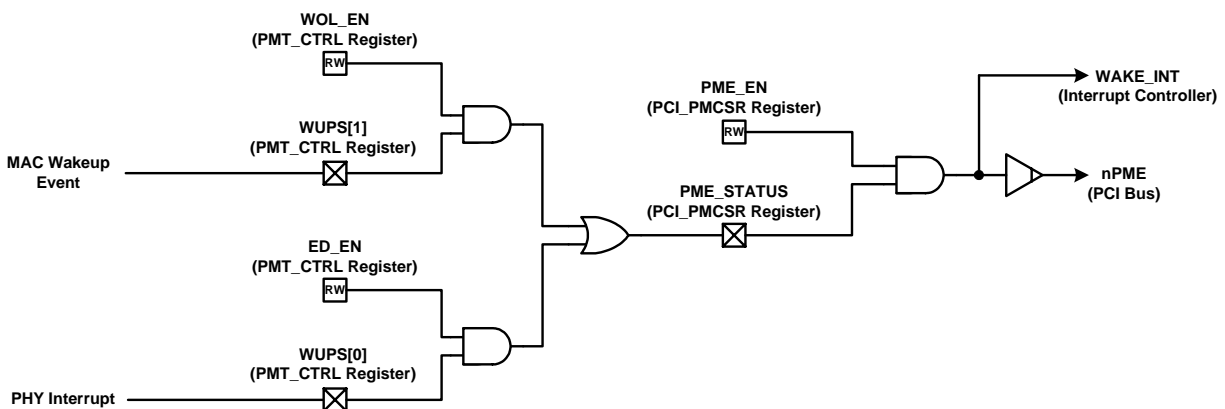 WOL_EN
(PMT_CTRL Register)
RW
WUPS[1]
(PMT_CTRL Register)
MAC Wakeup
Event
ED_EN
(PMT_CTRL Register)
RW
WUPS[0]
(PMT_CTRL Register)
PHY Interrupt
PME_EN
(PCI_PMCSR Register)
RW
PME_STATUS
(PCI_PMCSR Register)
WAKE_INT
(Interrupt Controller)
nPME
(PCI Bus)